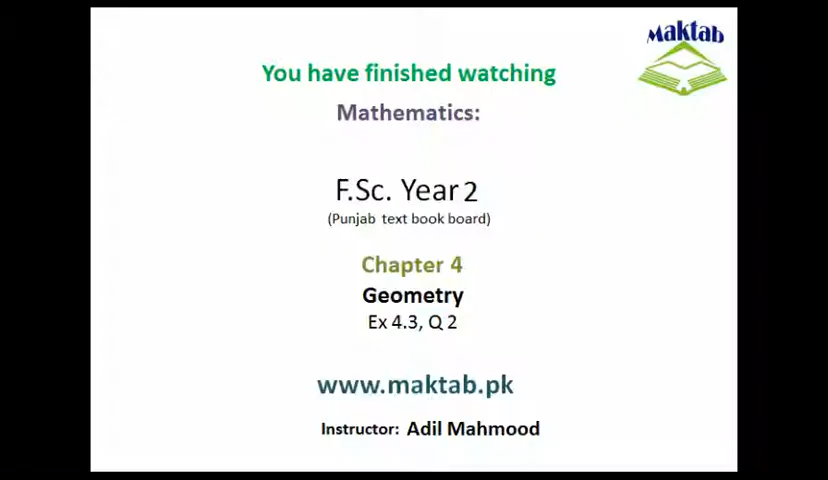 Maktab
You have finished watching
Mathematics:
F.Sc. Year 2
(Punjab text book board)
Chapter 4
Geometry
Ex 4.3, Q 2
www.maktab.pk
Instructor: Adil Mahmood